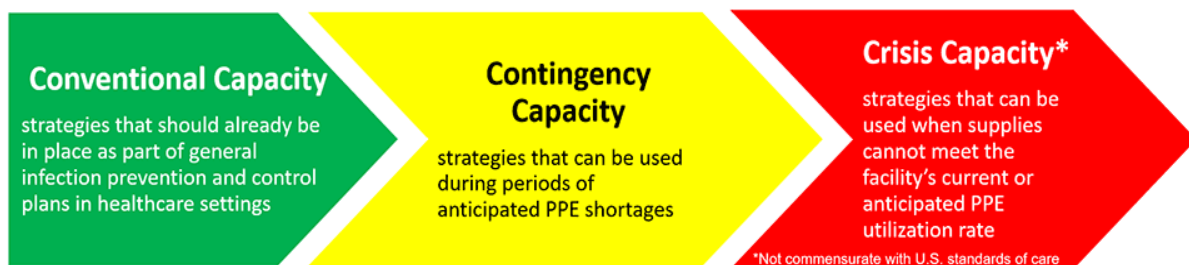 Conventional Capacity
strategies that should already be
in place as part of general
infection prevention and control
plans in healthcare settings
Contingency
Capacity
strategies that can be used
during periods of
anticipated PPE shortages
Crisis Capacity*
strategies that can be
used when supplies
cannot meet the
facility's current or
anticipated PPE
utilization rate
*Not commensurate with U.S. standards of care